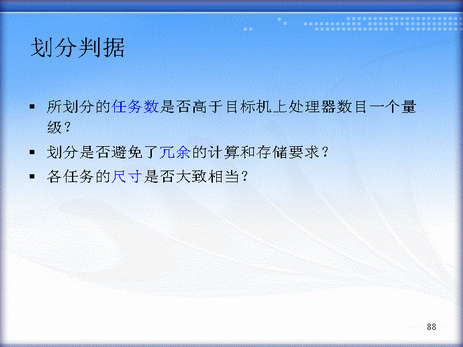 划分判据
▪ 所划分的任务数是否高于目标机上处理器数目一个量
级?
▪ 划分是否避免了冗余的计算和存储要求?
▪ 各任务的尺寸是否大致相当?
88